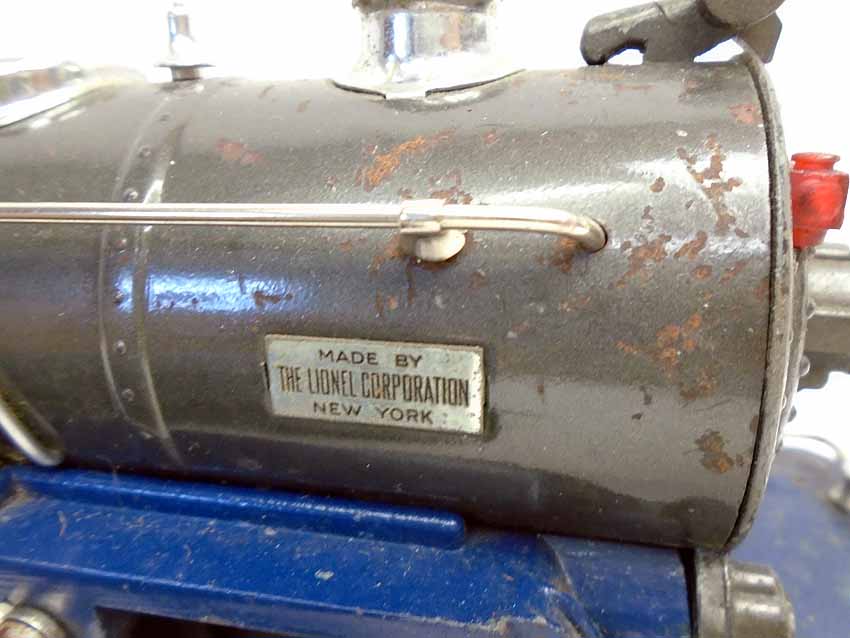 MADE BY
THE LIONEL CORPORATION
NEW YORK